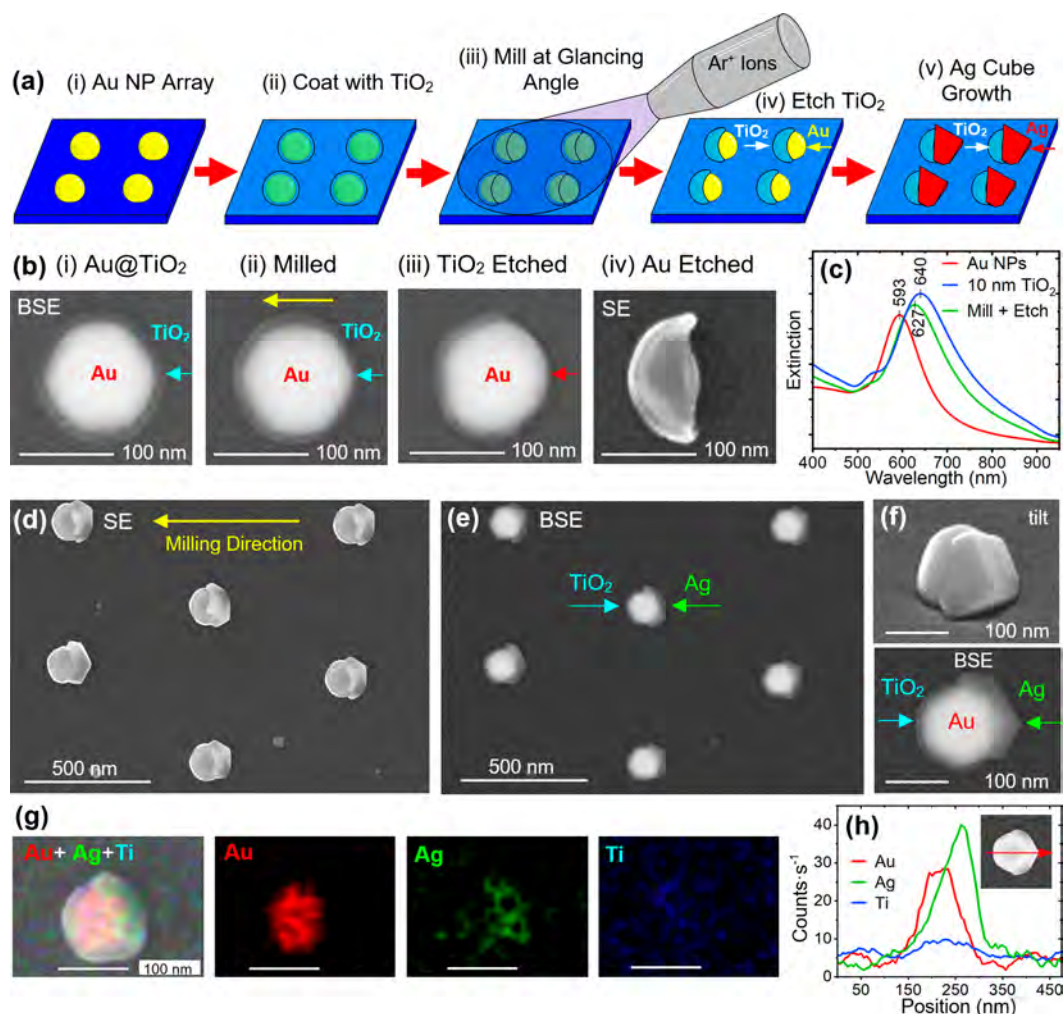 (a)
(i) Au NP Array
(ii) Coat with TiO₂
(iii) Mill at Glancing
Angle
Ar⁺ Ions
(iv) Etch TiO₂
TiO₂
Au
(v) Ag Cube
Growth
TiO₂
Ag
(b)
(i) Au@TiO₂
(ii) Milled
(iii) TiO₂ Etched
(iv) Au Etched
BSE
TiO₂
Au
100 nm
TiO₂
Au
100 nm
Au
100 nm
SE
100 nm
(c)
593
640
627
Au NPs
10 nm TiO₂
Mill + Etch
Extinction
400 500 600 700 800 900
Wavelength (nm)
(d)
SE
Milling Direction
500 nm
(e)
BSE
TiO₂
Ag
500 nm
(f)
tilt
100 nm
BSE
TiO₂
Ag
Au
100 nm
(g)
Au+ Ag+Ti
100 nm
Au
Ag
Ti
(h)
Au
Ag
Ti
Counts·s⁻¹
40
30
20
10
0
50 150 250 350 450
Position (nm)